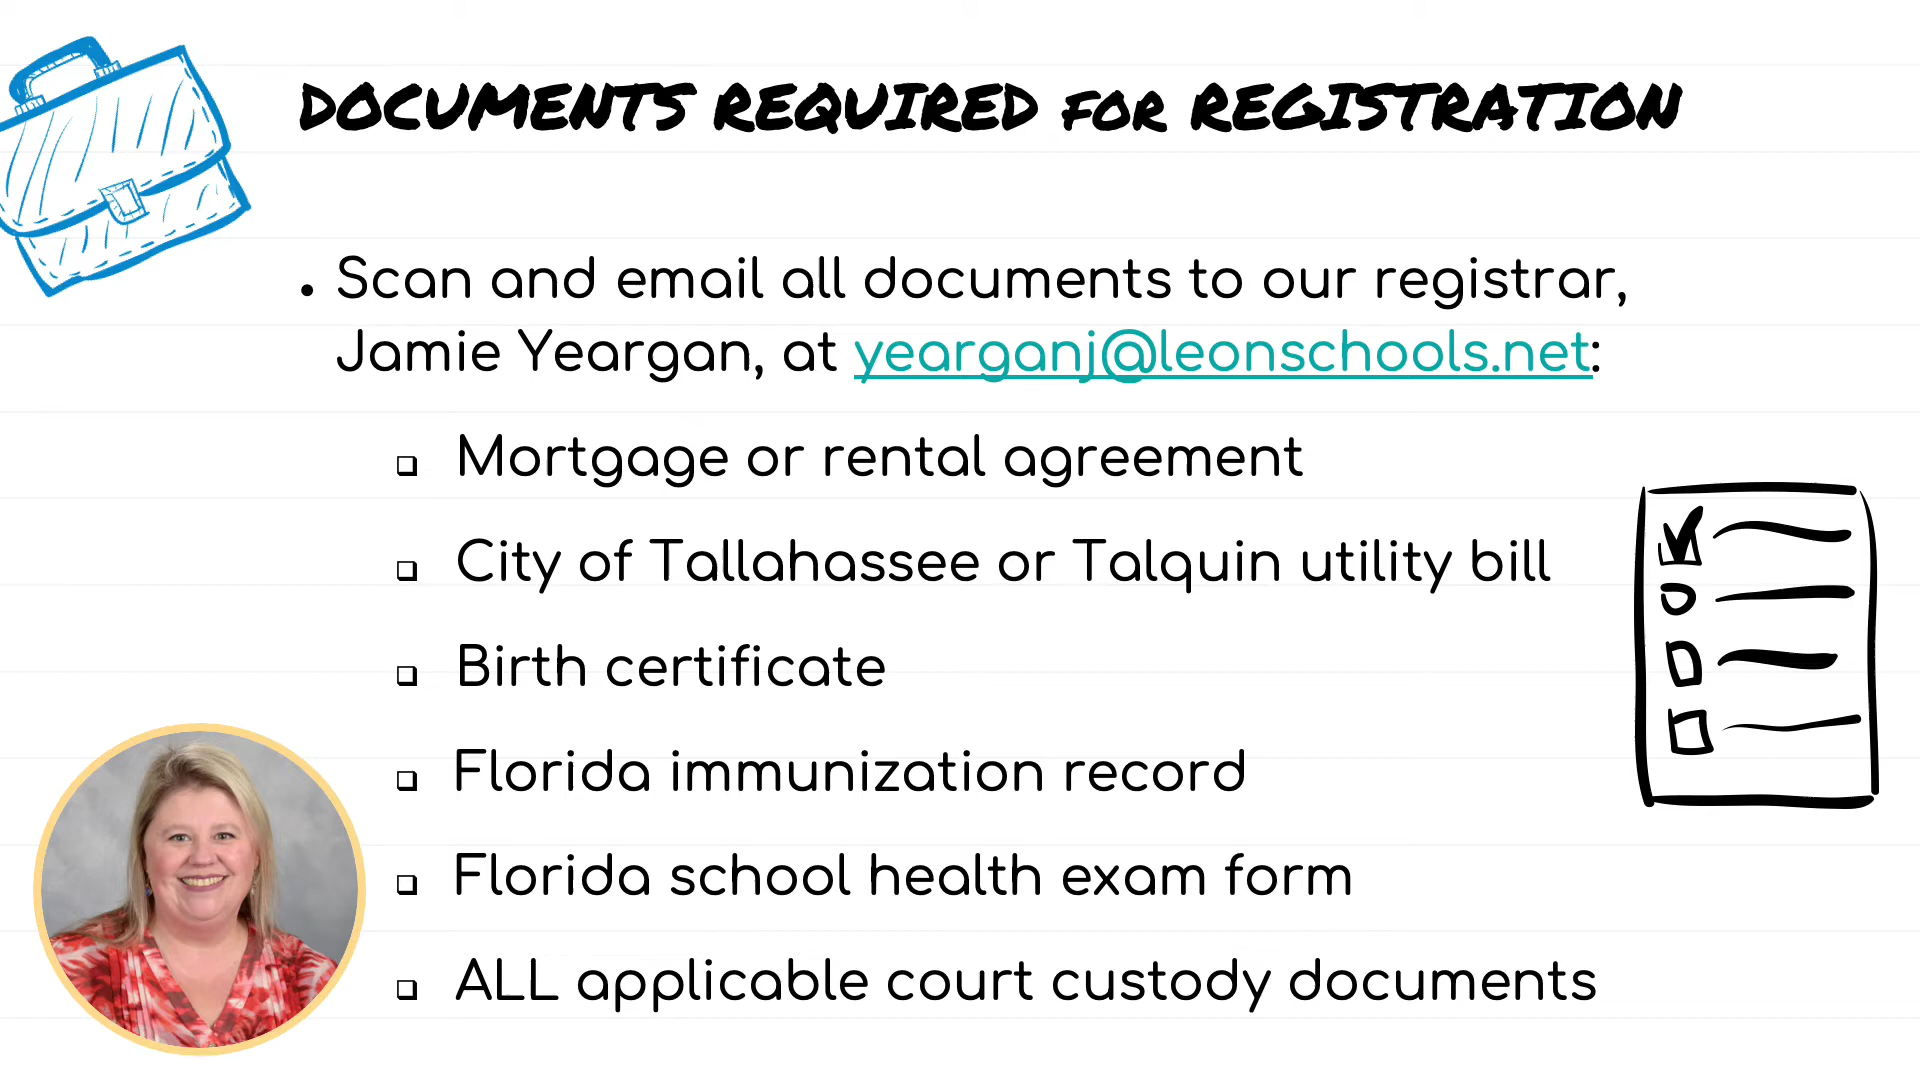 DOCUMENTS REQUIRED FOR REGISTRATION
• Scan and email all documents to our registrar,
Jamie Yeargan, at yearganj@leonschools.net:
❑ Mortgage or rental agreement
❑ City of Tallahassee or Talquin utility bill
❑ Birth certificate
❑ Florida immunization record
❑ Florida school health exam form
❑ ALL applicable court custody documents